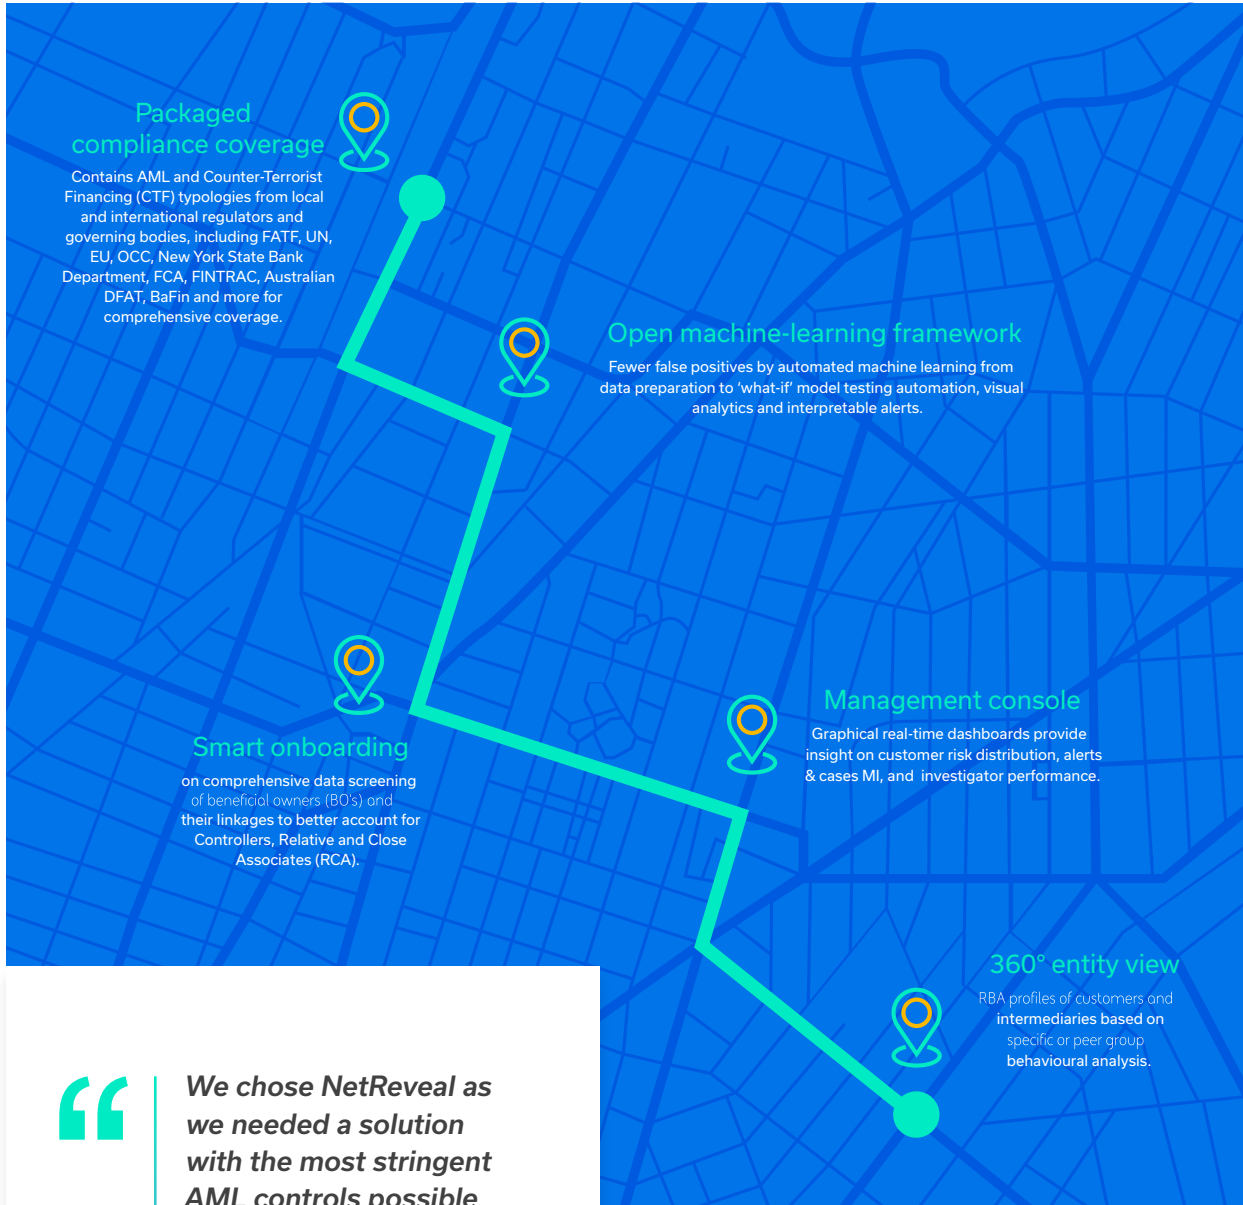 Packaged
compliance coverage
Contains AML and Counter-Terrorist
Financing (CTF) typologies from local
and international regulators and
governing bodies, including FATF, UN,
EU, OCC, New York State Bank
Department, FCA, FINTRAC, Australian
DFAT, BaFin and more for
comprehensive coverage.
Open machine-learning framework
Fewer false positives by automated machine learning from
data preparation to ‘what-if’ model testing automation, visual
analytics and interpretable alerts.
Smart onboarding
on comprehensive data screening
of beneficial owners (BO's) and
their linkages to better account for
Controllers, Relative and Close
Associates (RCA).
Management console
Graphical real-time dashboards provide
insight on customer risk distribution, alerts
& cases MI, and investigator performance.
360° entity view
RBA profiles of customers and
intermediaries based on
specific or peer group
behavioural analysis.
“
We chose NetReveal as
we needed a solution
with the most stringent
AML controls possible